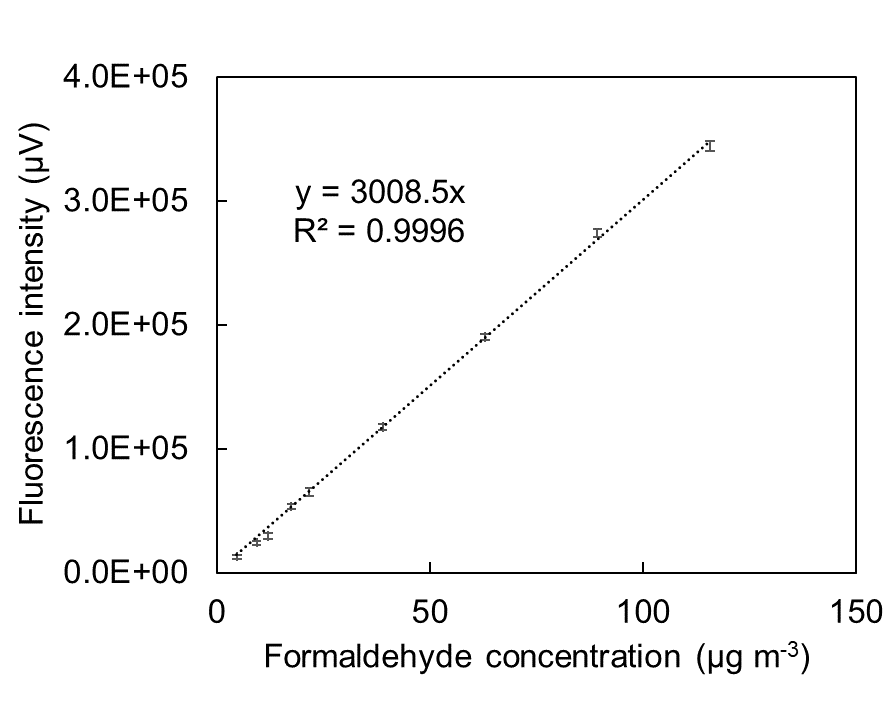 4.0E+05
3.0E+05
2.0E+05
1.0E+05
0.0E+00
Fluorescence intensity (µV)
y = 3008.5x
R² = 0.9996
0 50 100 150
Formaldehyde concentration (µg m⁻³)